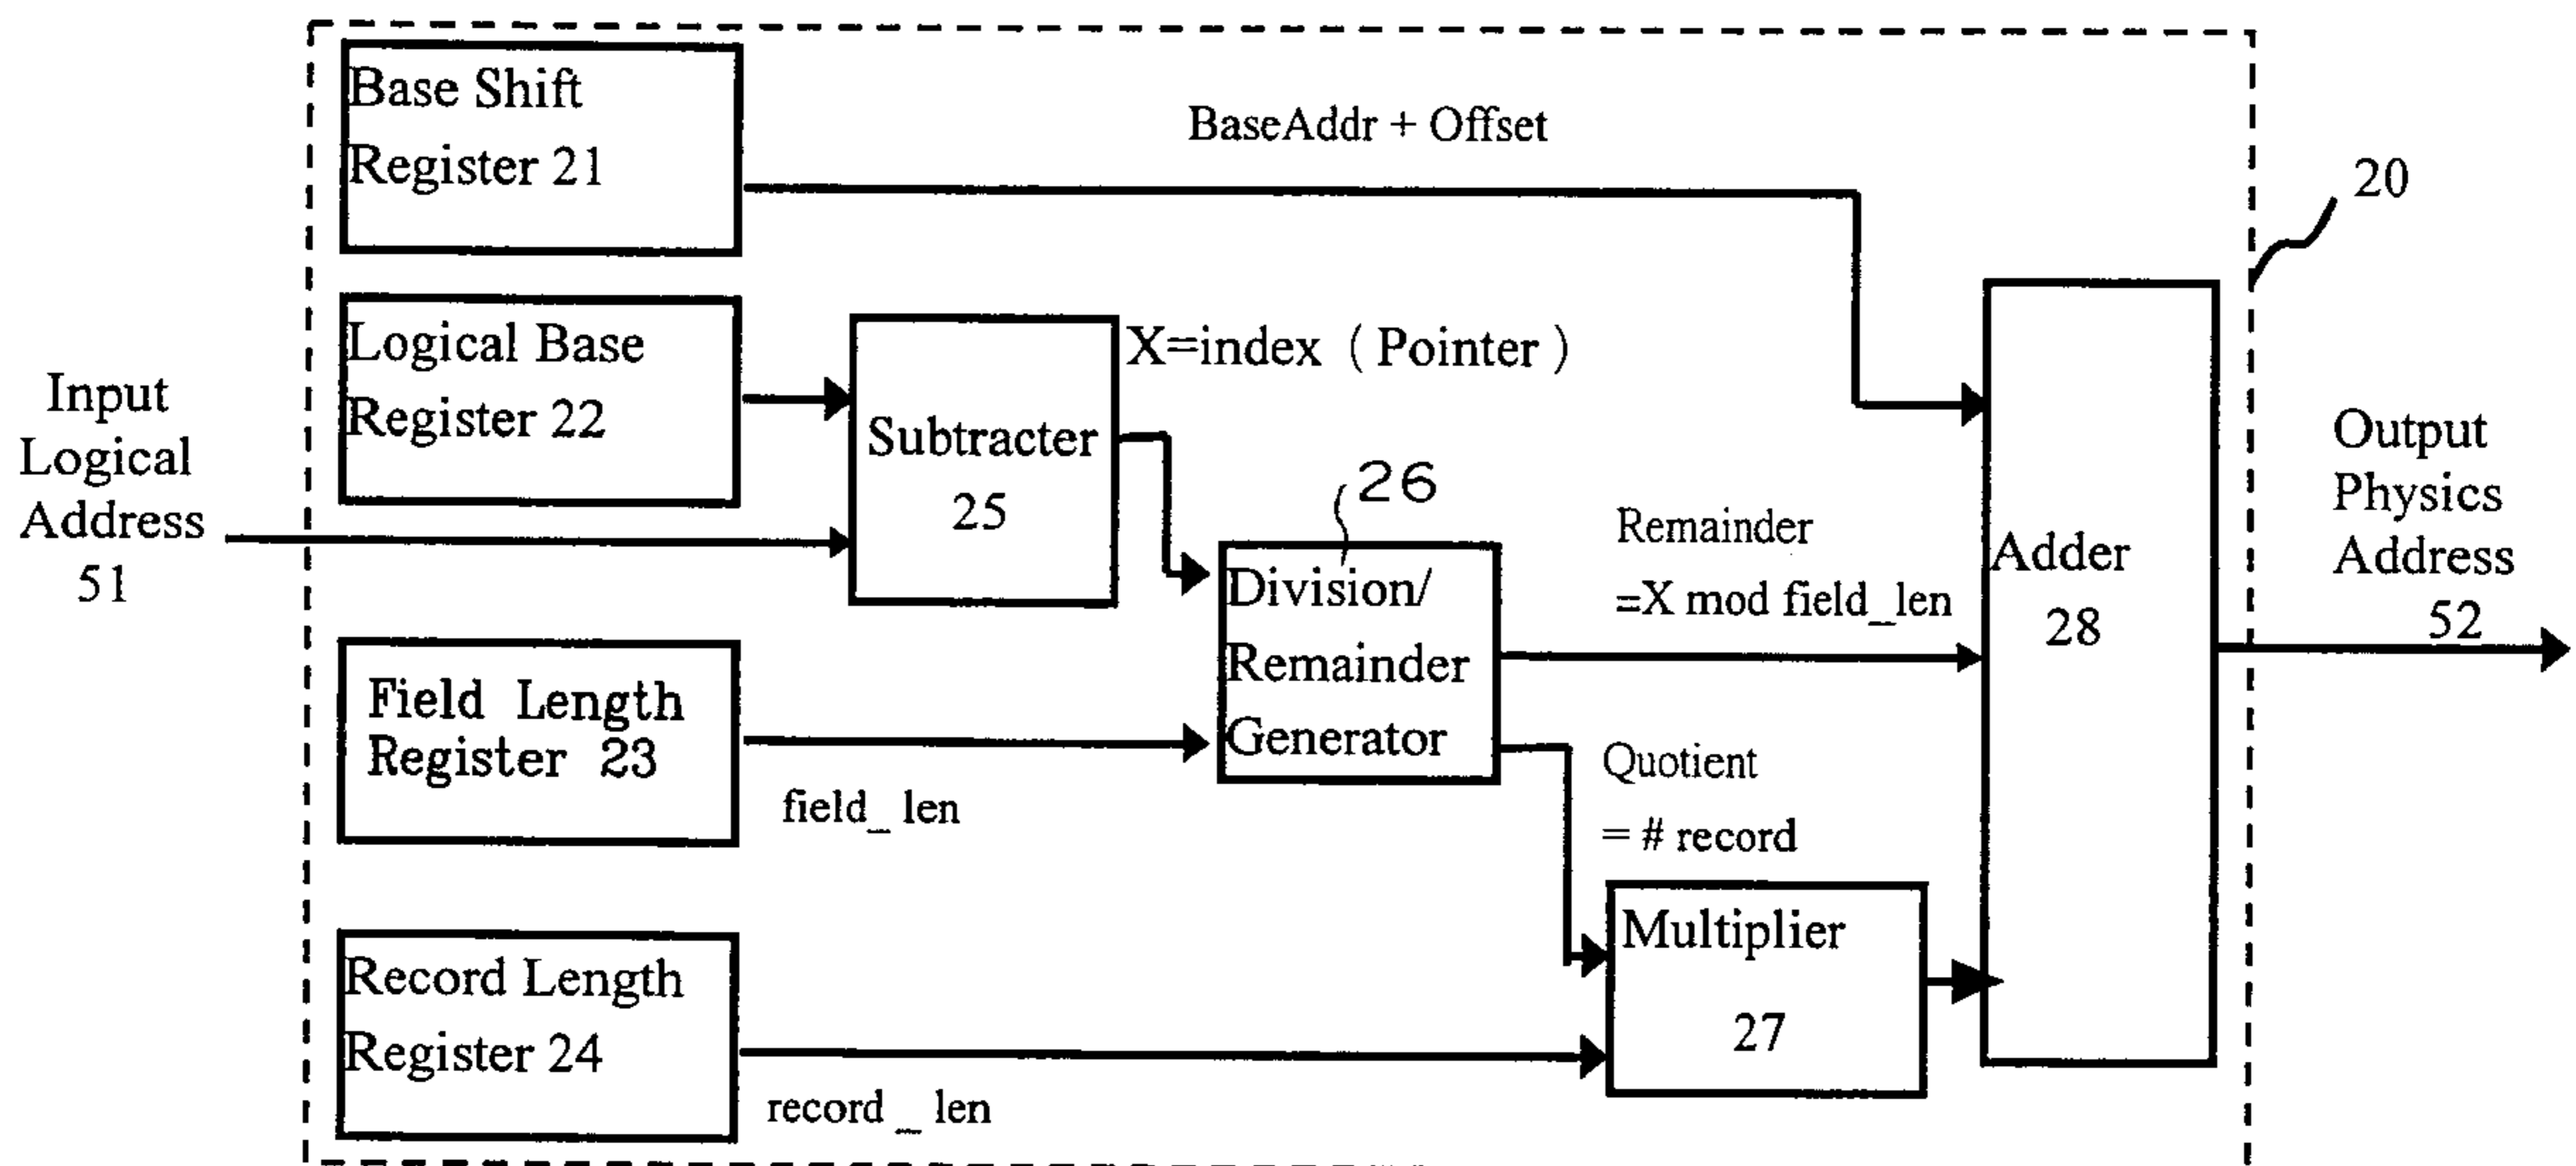 Base Shift
Register 21
BaseAddr + Offset
20
Logical Base
Register 22
Input
Logical
Address
51
Subtracter
25
X=index ( Pointer )
26
Division/
Remainder
Generator
Remainder
=X mod field_len
Adder
28
Output
Physics
Address
52
Field Length
Register 23
field_ len
Quotient
= # record
Record Length
Register 24
record _ len
Multiplier
27